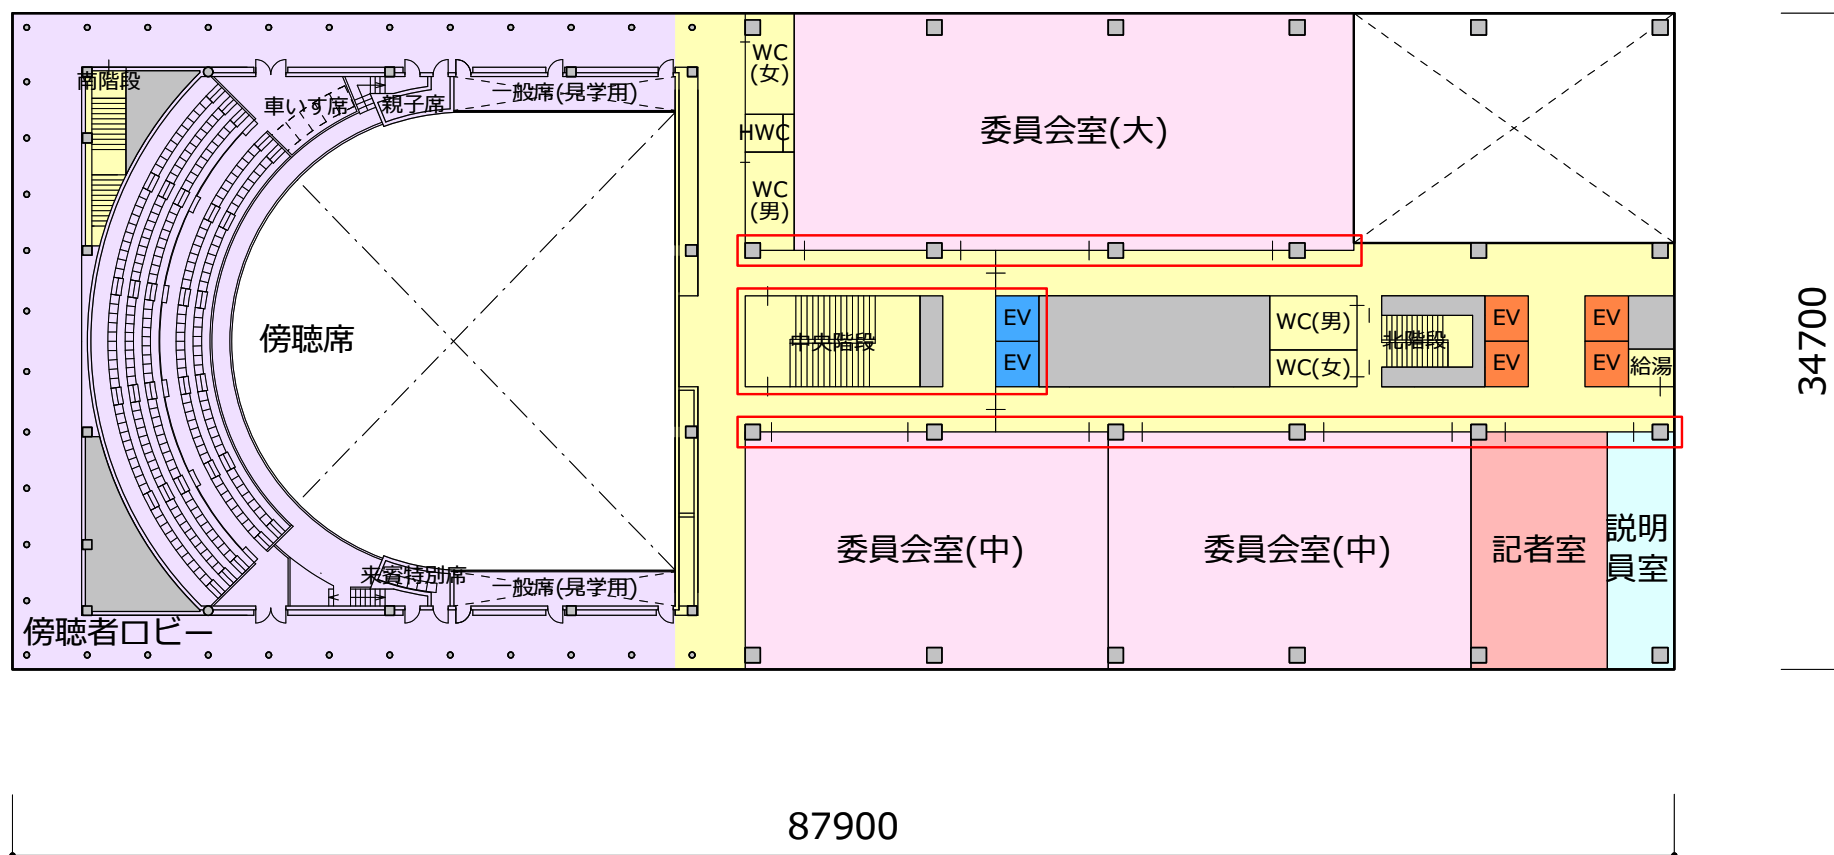 南階段
車いす席
親子席
一般席(見学用)
WC
(女)
HWC
WC
(男)
委員会室(大)
傍聴席
中央階段
EV
EV
WC(男)
WC(女)
北階段
EV
EV
EV
EV
給湯
34700
委員会室(中)
委員会室(中)
記者室
説明
員室
来賓特別席
一般席(見学用)
傍聴者ロビー
87900